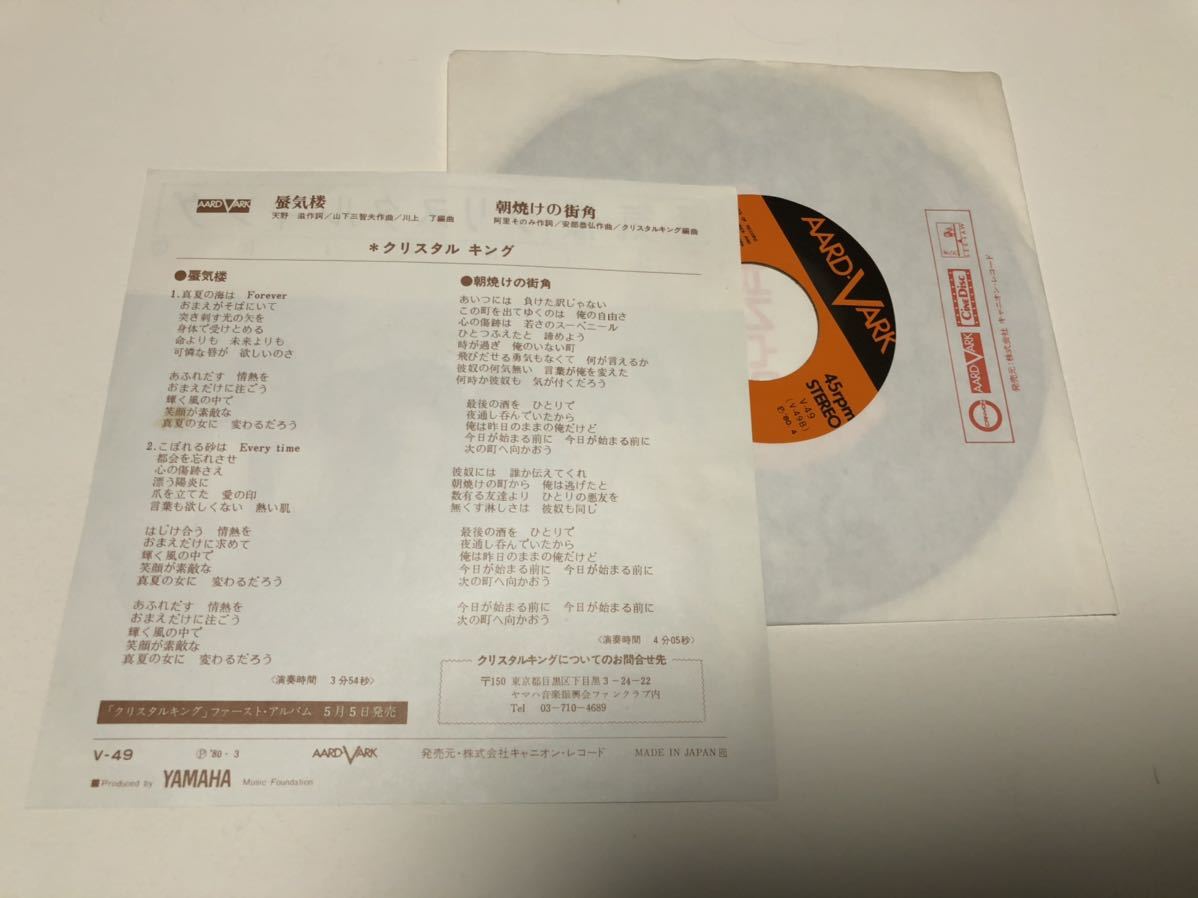 AARD VARK
蜃気楼
天野 滋作詞/山下三智夫作曲/川上 了編曲
朝焼けの街角
阿里そのみ作詞/安部恭弘作曲/クリスタルキング編曲
*クリスタル キング
●蜃気楼
1.真夏の海は Forever
おまえがそばにいて
突き刺す光の矢を
身体で受けとめる
命よりも 未来よりも
可憐な唇が 欲しいのさ
あふれだす 情熱を
おまえだけに注ごう
輝く風の中で
笑顔が素敵な
真夏の女に 変わるだろう
2.こぼれる砂は Every time
都会を忘れさせ
心の傷跡さえ
漂う陽炎に
爪を立てた 愛の印
言葉も欲しくない 熱い肌
はじけ合う 情熱を
おまえだけに求めて
輝く風の中で
笑顔が素敵な
真夏の女に 変わるだろう
あふれだす 情熱を
おまえだけに注ごう
輝く風の中で
笑顔が素敵な
真夏の女に 変わるだろう
〈演奏時間 3分54秒〉
「クリスタルキング」ファースト・アルバム 5月5日発売
●朝焼けの街角
あいつには 負けた訳じゃない
この町を出てゆくのは 俺の自由さ
心の傷跡は 若さのスーベニール
ひとつふえたと 諦めよう
時が過ぎ 俺のいない町
飛びだせる勇気もなくて 何が言えるか
彼奴の何気無い 言葉が俺を変えた
何時か彼奴も 気が付くだろう
最後の酒を ひとりで
夜通し呑んでいたから
俺は昨日のままの俺だけど
今日が始まる前に 今日が始まる前に
次の町へ向かおう
彼奴には 誰か伝えてくれ
朝焼けの町から 俺は逃げたと
数有る友達より ひとりの悪友を
無くす淋しさは 彼奴も同じ
最後の酒を ひとりで
夜通し呑んでいたから
俺は昨日のままの俺だけど
今日が始まる前に 今日が始まる前に
次の町へ向かおう
今日が始まる前に 今日が始まる前に
次の町へ向かおう
〈演奏時間 4分05秒〉
クリスタルキングについてのお問合せ先
〒150 東京都目黒区下目黒3-24-22
ヤマハ音楽振興会ファンクラブ内
Tel 03-710-4689
V-49 Ⓟ '80・3 AARD VARK 発売元・株式会社キャニオン・レコード MADE IN JAPAN
■Produced by YAMAHA Music Foundation
AARD-VARK
45rpm
STEREO
V-49
(V-49B)
Ⓟ '80.4
CANYON
AARD VARK
CINE DISC
SEE・SAW
発売元:株式会社 キャニオン・レコード